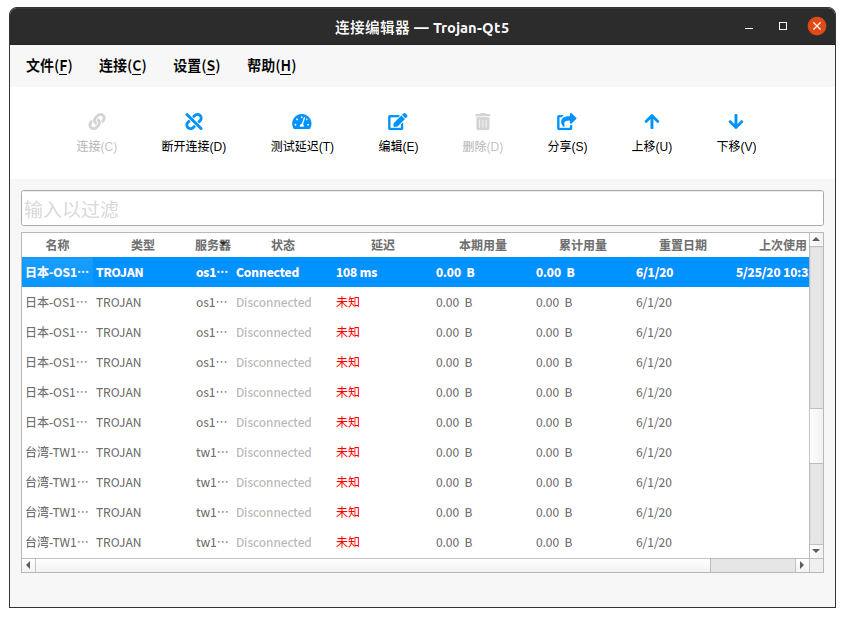 连接编辑器 — Trojan-Qt5
文件(F) 连接(C) 设置(S) 帮助(H)
连接(C) 断开连接(D) 测试延迟(T) 编辑(E) 删除(D) 分享(S) 上移(U) 下移(V)
输入以过滤
名称 类型 服务器 状态 延迟 本期用量 累计用量 重置日期 上次使用
日本-OS1… TROJAN os1… Connected 108 ms 0.00 B 0.00 B 6/1/20 5/25/20 10:3
日本-OS1… TROJAN os1… Disconnected 未知 0.00 B 0.00 B 6/1/20
日本-OS1… TROJAN os1… Disconnected 未知 0.00 B 0.00 B 6/1/20
日本-OS1… TROJAN os1… Disconnected 未知 0.00 B 0.00 B 6/1/20
日本-OS1… TROJAN os1… Disconnected 未知 0.00 B 0.00 B 6/1/20
日本-OS1… TROJAN os1… Disconnected 未知 0.00 B 0.00 B 6/1/20
台湾-TW1… TROJAN tw1… Disconnected 未知 0.00 B 0.00 B 6/1/20
台湾-TW1… TROJAN tw1… Disconnected 未知 0.00 B 0.00 B 6/1/20
台湾-TW1… TROJAN tw1… Disconnected 未知 0.00 B 0.00 B 6/1/20
台湾-TW1… TROJAN tw1… Disconnected 未知 0.00 B 0.00 B 6/1/20